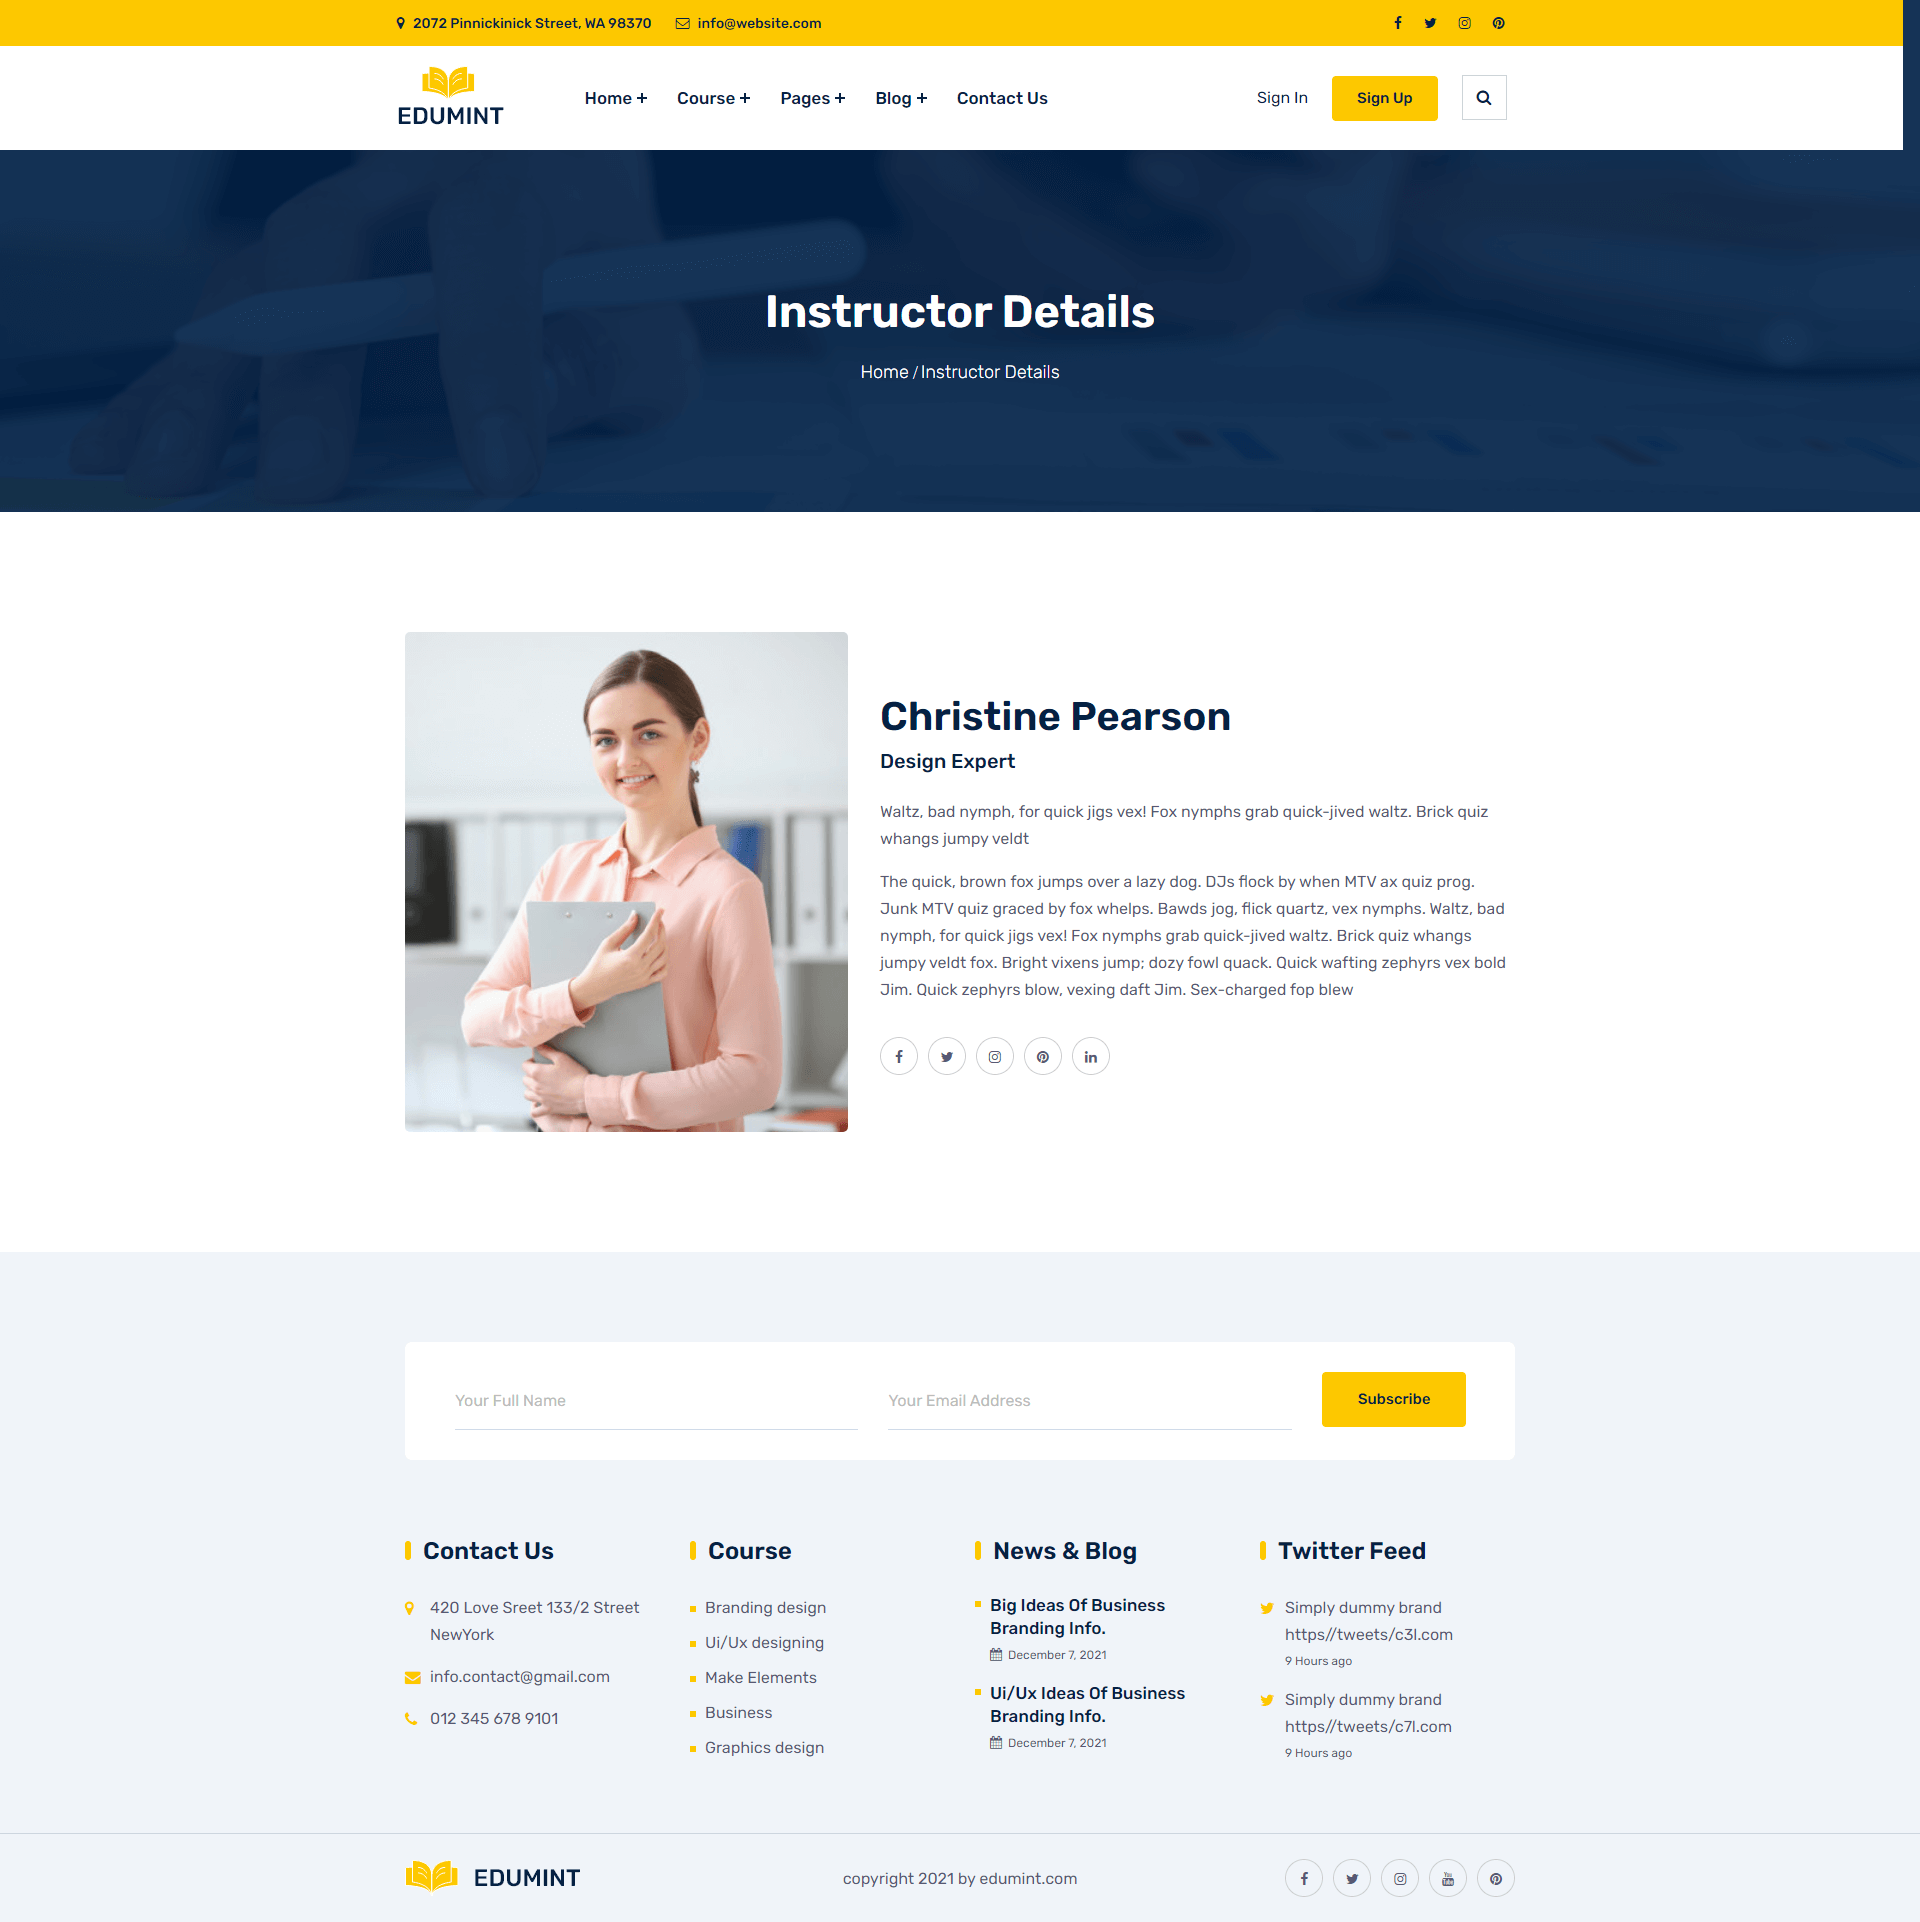 2072 Pinnickinick Street, WA 98370 info@website.com
EDUMINT
Home + Course + Pages + Blog + Contact Us
Sign In Sign Up
Instructor Details
Home / Instructor Details
Christine Pearson
Design Expert
Waltz, bad nymph, for quick jigs vex! Fox nymphs grab quick-jived waltz. Brick quiz
whangs jumpy veldt
The quick, brown fox jumps over a lazy dog. DJs flock by when MTV ax quiz prog.
Junk MTV quiz graced by fox whelps. Bawds jog, flick quartz, vex nymphs. Waltz, bad
nymph, for quick jigs vex! Fox nymphs grab quick-jived waltz. Brick quiz whangs
jumpy veldt fox. Bright vixens jump; dozy fowl quack. Quick wafting zephyrs vex bold
Jim. Quick zephyrs blow, vexing daft Jim. Sex-charged fop blew
Your Full Name
Your Email Address
Subscribe
Contact Us
420 Love Sreet 133/2 Street
NewYork
info.contact@gmail.com
012 345 678 9101
Course
Branding design
Ui/Ux designing
Make Elements
Business
Graphics design
News & Blog
Big Ideas Of Business
Branding Info.
December 7, 2021
Ui/Ux Ideas Of Business
Branding Info.
December 7, 2021
Twitter Feed
Simply dummy brand
https//tweets/c3l.com
9 Hours ago
Simply dummy brand
https//tweets/c7l.com
9 Hours ago
EDUMINT
copyright 2021 by edumint.com